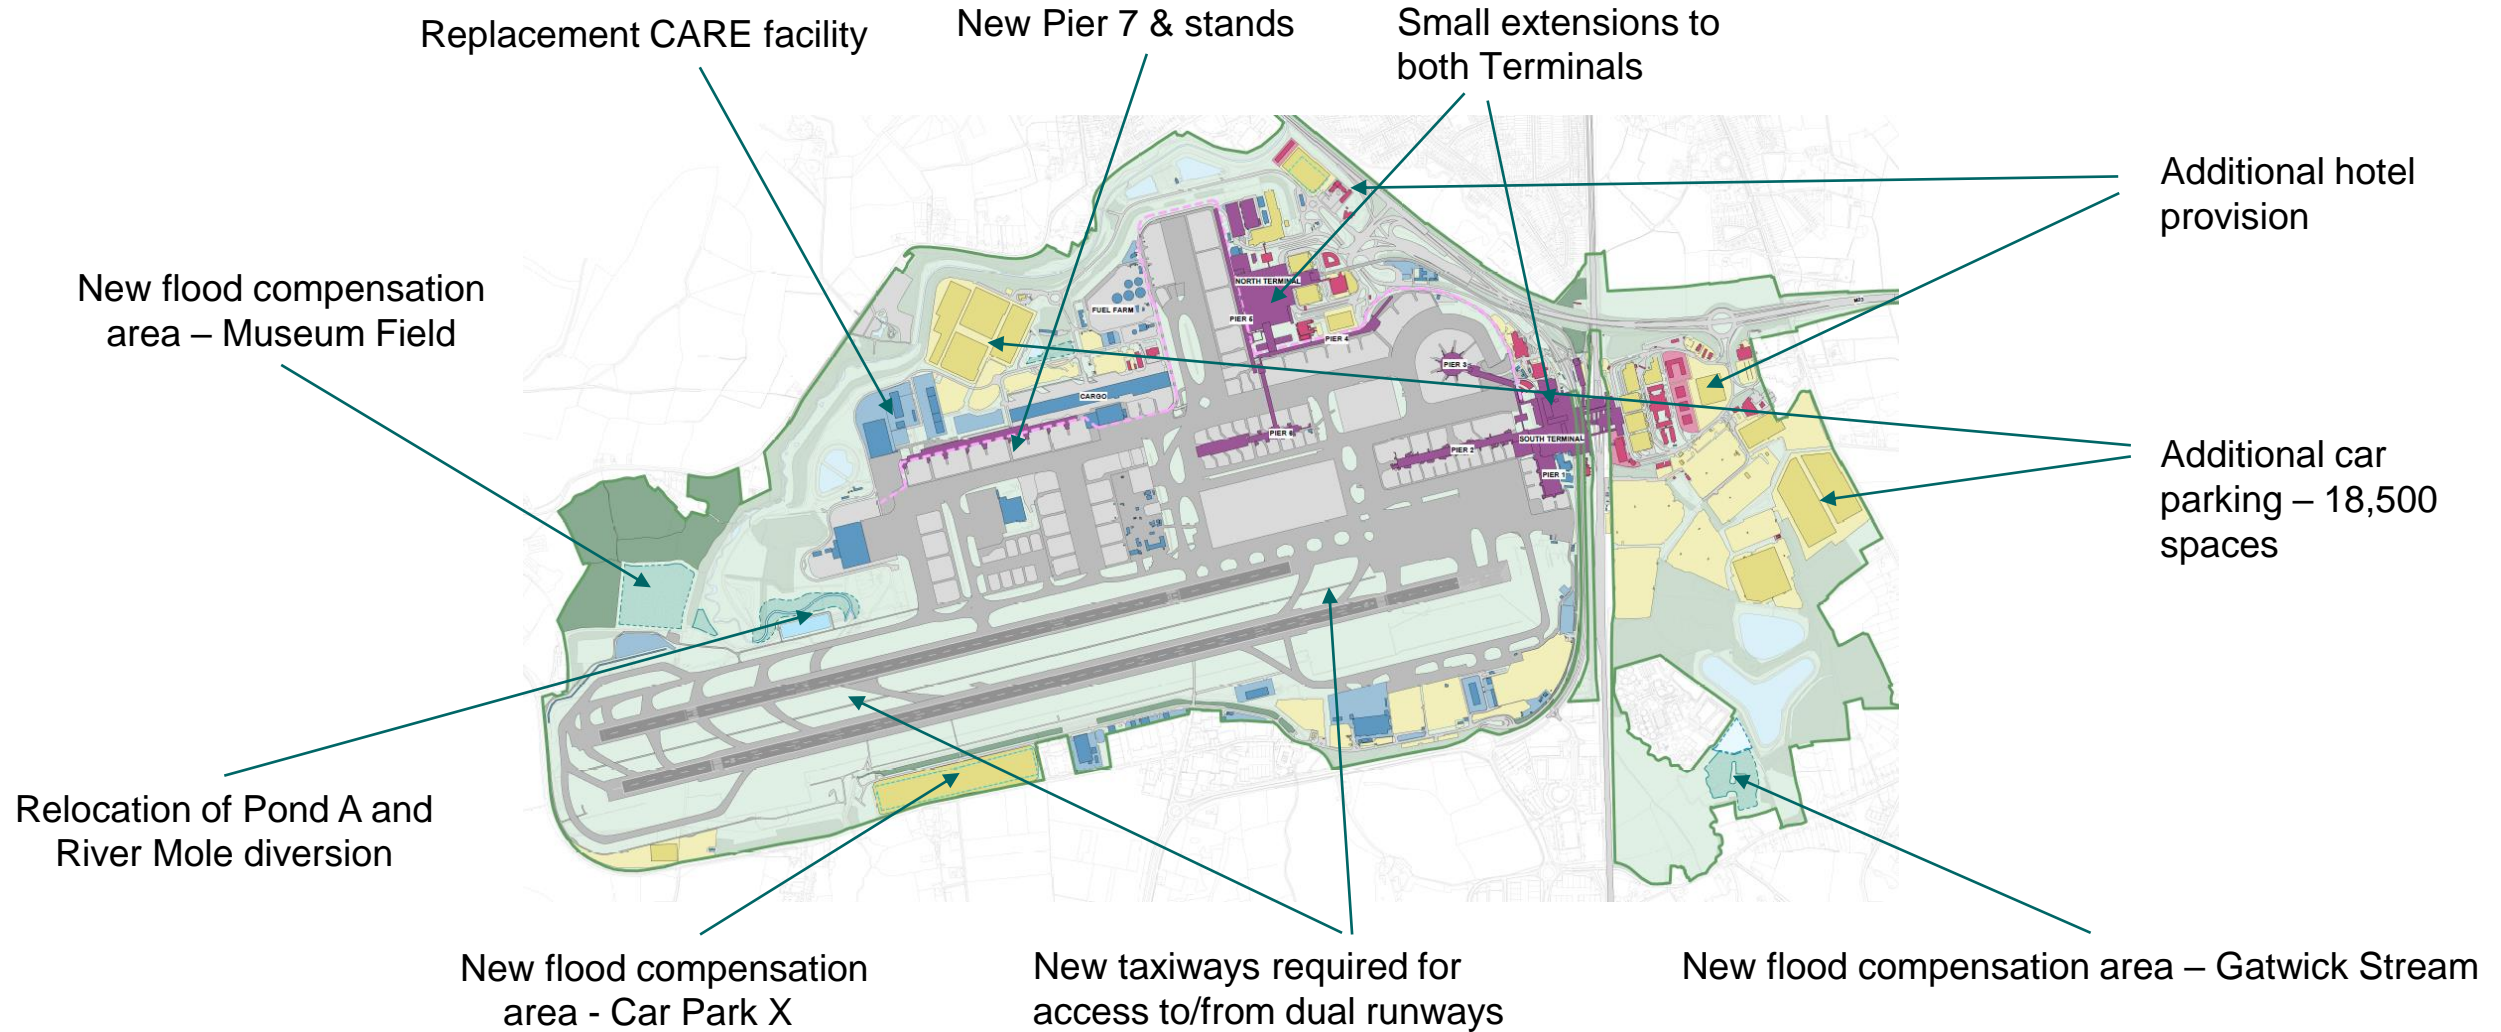 Replacement CARE facility
New Pier 7 & stands
Small extensions to
both Terminals
Additional hotel
provision
New flood compensation
area – Museum Field
Additional car
parking – 18,500
spaces
NORTH TERMINAL
FUEL FARM
PIER 5
PIER 4
PIER 3
M23
CARGO
PIER 6
SOUTH TERMINAL
PIER 2
PIER 1
Relocation of Pond A and
River Mole diversion
New flood compensation
area - Car Park X
New taxiways required for
access to/from dual runways
New flood compensation area – Gatwick Stream